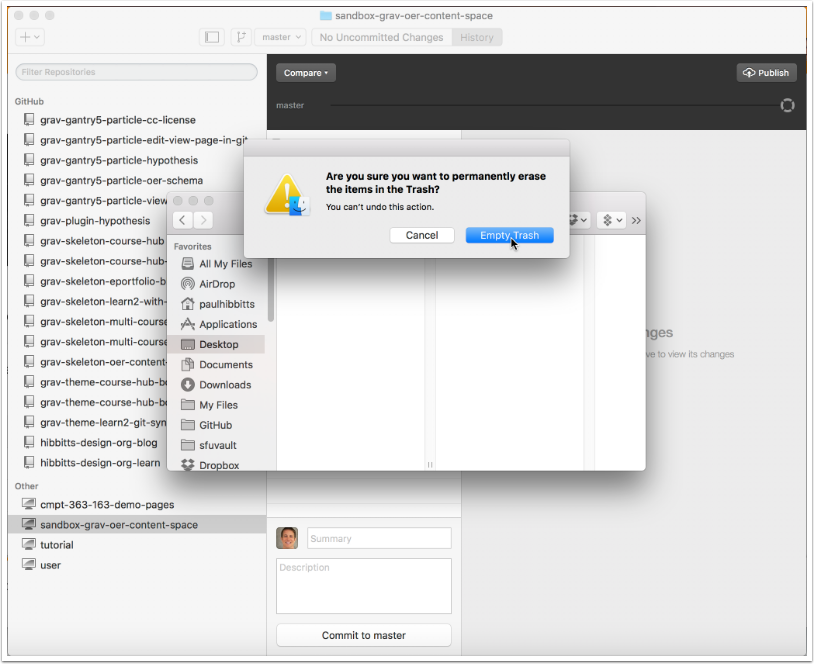 sandbox-grav-oer-content-space
master
No Uncommitted Changes
History
Filter Repositories
Compare
Publish
master
GitHub
grav-gantry5-particle-cc-license
grav-gantry5-particle-edit-view-page-in-git
grav-gantry5-particle-hypothesis
grav-gantry5-particle-oer-schema
grav-gantry5-particle-view
grav-plugin-hypothesis
grav-skeleton-course-hub
grav-skeleton-course-hub-
grav-skeleton-eportfolio-b
grav-skeleton-learn2-with-
grav-skeleton-multi-course
grav-skeleton-multi-course
grav-skeleton-oer-content-
grav-theme-course-hub-bo
grav-theme-course-hub-bo
grav-theme-learn2-git-syn
hibbitts-design-org-blog
hibbitts-design-org-learn
Other
cmpt-363-163-demo-pages
sandbox-grav-oer-content-space
tutorial
user
Are you sure you want to permanently erase
the items in the Trash?
You can't undo this action.
Cancel
Empty Trash
Favorites
All My Files
AirDrop
paulhibbitts
Applications
Desktop
Documents
Downloads
My Files
GitHub
sfuvault
Dropbox
nges
ve to view its changes
Summary
Description
Commit to master